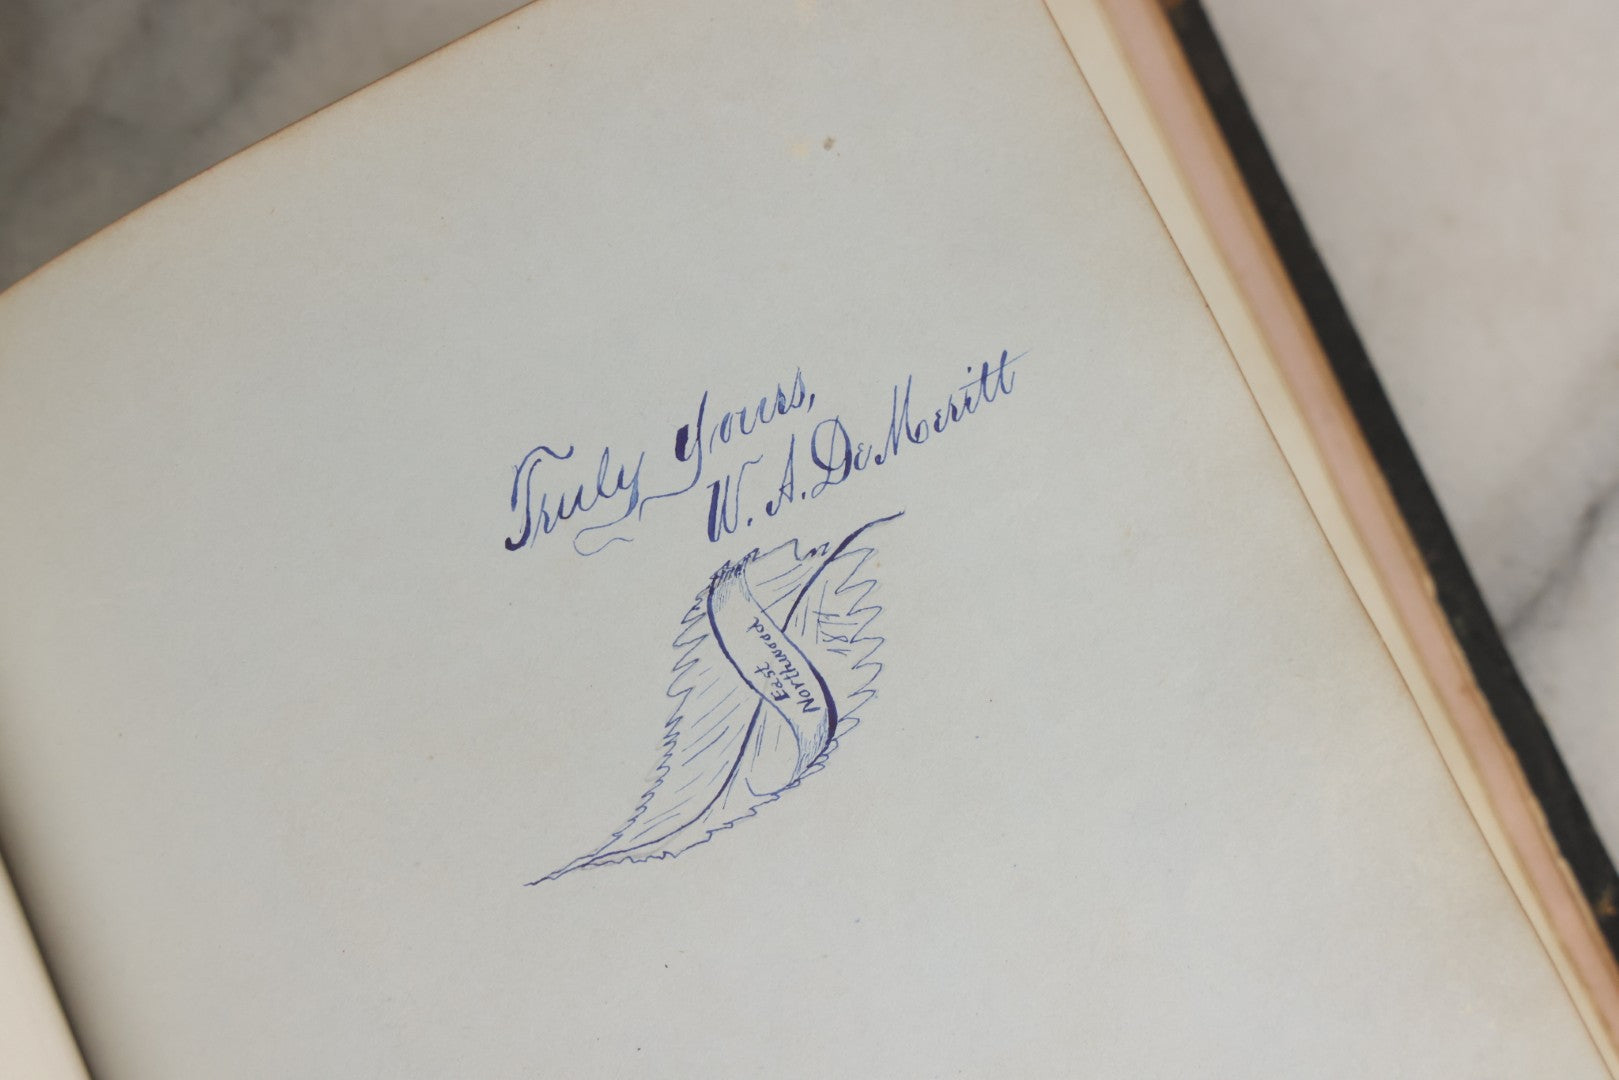 Truly Yours,
W. A. DeMeritt
East
Northwood